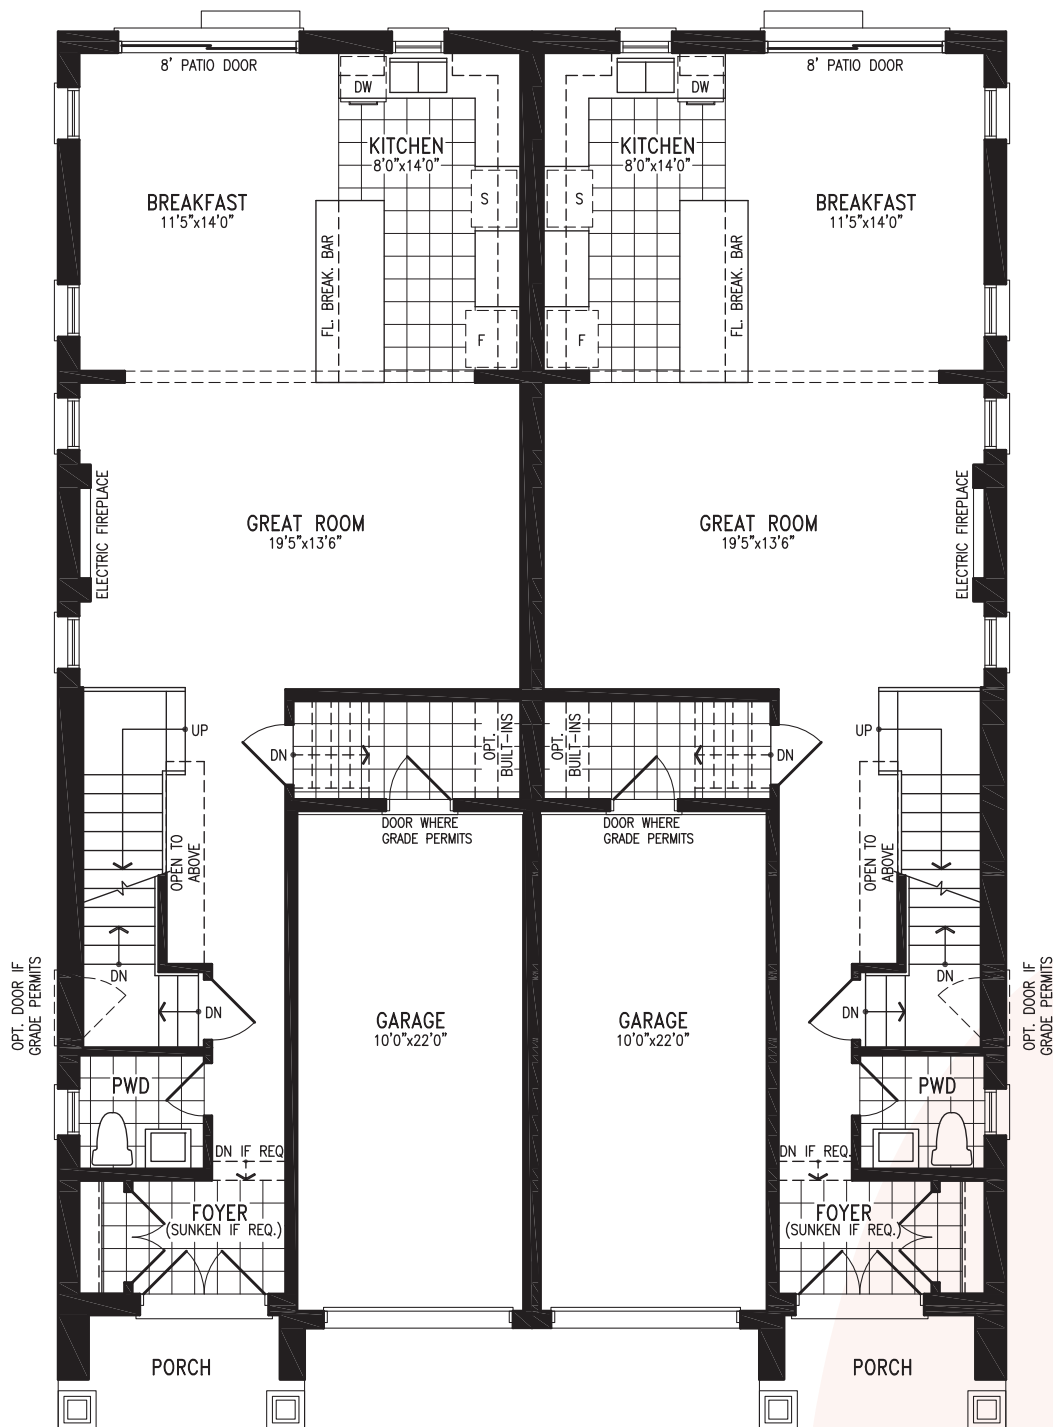 8' PATIO DOOR
8' PATIO DOOR
DW
DW
KITCHEN
8'0"x14'0"
KITCHEN
8'0"x14'0"
BREAKFAST
11'5"x14'0"
S
S
BREAKFAST
11'5"x14'0"
FL. BREAK. BAR
F
F
FL. BREAK. BAR
ELECTRIC FIREPLACE
GREAT ROOM
19'5"x13'6"
GREAT ROOM
19'5"x13'6"
ELECTRIC FIREPLACE
UP
DN
OPT.
BUILT-INS
OPT.
BUILT-INS
DN
UP
DOOR WHERE
GRADE PERMITS
DOOR WHERE
GRADE PERMITS
OPEN TO
ABOVE
OPEN TO
ABOVE
OPT. DOOR IF
GRADE PERMITS
DN
DN
DN
DN
OPT. DOOR IF
GRADE PERMITS
GARAGE
10'0"x22'0"
GARAGE
10'0"x22'0"
PWD
PWD
DN IF REQ.
DN IF REQ.
FOYER
(SUNKEN IF REQ.)
FOYER
(SUNKEN IF REQ.)
PORCH
PORCH